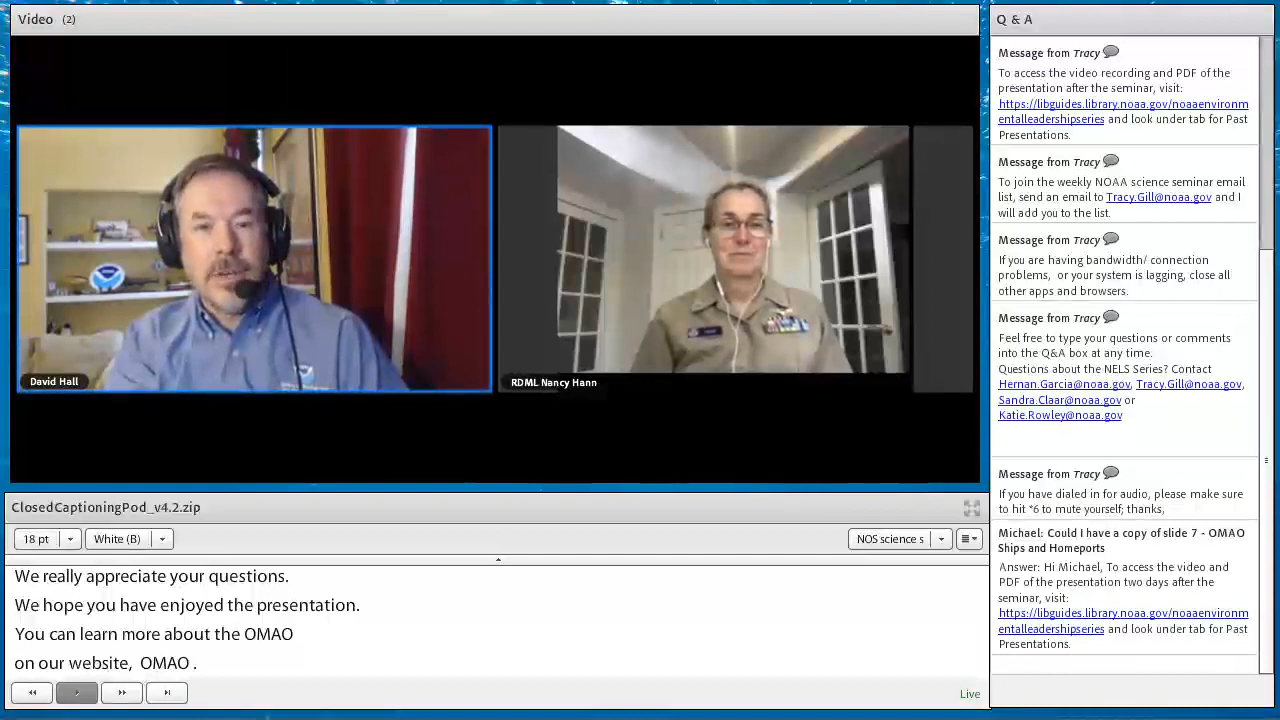 Video (2)
David Hall
RDML Nancy Hann
ClosedCaptioningPod_v4.2.zip
18 pt
White (B)
NOS science s
We really appreciate your questions.
We hope you have enjoyed the presentation.
You can learn more about the OMAO
on our website, OMAO .
Live
Q & A
Message from Tracy
To access the video recording and PDF of the
presentation after the seminar, visit:
https://libguides.library.noaa.gov/noaaenvironm
entalleadershipseries and look under tab for Past
Presentations.
Message from Tracy
To join the weekly NOAA science seminar email
list, send an email to Tracy.Gill@noaa.gov and I
will add you to the list.
Message from Tracy
If you are having bandwidth/ connection
problems, or your system is lagging, close all
other apps and browsers.
Message from Tracy
Feel free to type your questions or comments
into the Q&A box at any time.
Questions about the NELS Series? Contact
Hernan.Garcia@noaa.gov, Tracy.Gill@noaa.gov,
Sandra.Claar@noaa.gov or
Katie.Rowley@noaa.gov
Message from Tracy
If you have dialed in for audio, please make sure
to hit *6 to mute yourself; thanks,
Michael: Could I have a copy of slide 7 - OMAO
Ships and Homeports
Answer: Hi Michael, To access the video and
PDF of the presentation two days after the
seminar, visit:
https://libguides.library.noaa.gov/noaaenvironm
entalleadershipseries and look under tab for Past
Presentations.